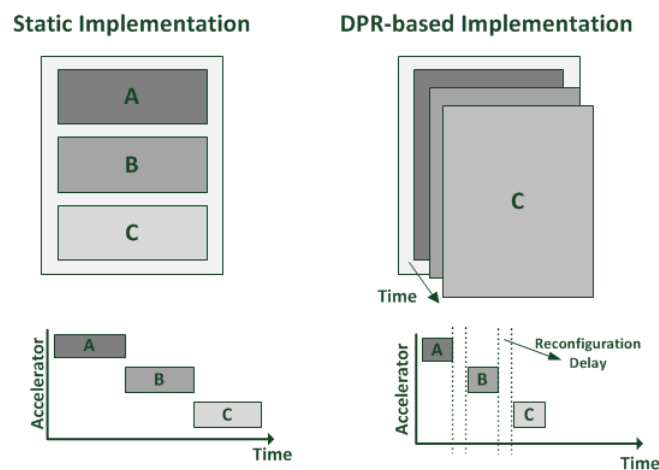 Static Implementation
DPR-based Implementation
A
B
C
C
Time
Accelerator
A
B
C
Time
Accelerator
A
B
C
Reconfiguration
Delay
Time